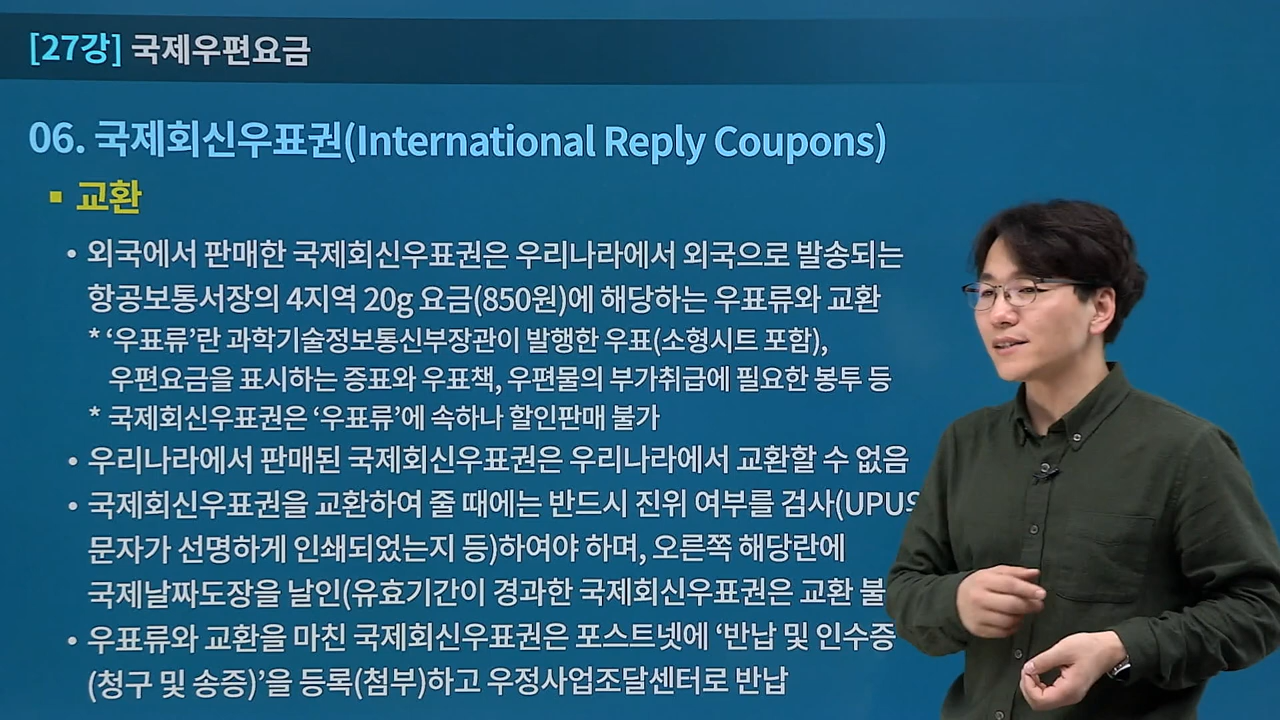 [27강] 국제우편요금
06. 국제회신우표권(International Reply Coupons)
▪ 교환
• 외국에서 판매한 국제회신우표권은 우리나라에서 외국으로 발송되는
항공보통서장의 4지역 20g 요금(850원)에 해당하는 우표류와 교환
* ‘우표류’란 과학기술정보통신부장관이 발행한 우표(소형시트 포함),
우편요금을 표시하는 증표와 우표책, 우편물의 부가취급에 필요한 봉투 등
* 국제회신우표권은 ‘우표류’에 속하나 할인판매 불가
• 우리나라에서 판매된 국제회신우표권은 우리나라에서 교환할 수 없음
• 국제회신우표권을 교환하여 줄 때에는 반드시 진위 여부를 검사(UPU
문자가 선명하게 인쇄되었는지 등)하여야 하며, 오른쪽 해당란에
국제날짜도장을 날인(유효기간이 경과한 국제회신우표권은 교환 불
• 우표류와 교환을 마친 국제회신우표권은 포스트넷에 ‘반납 및 인수증
(청구 및 송증)’을 등록(첨부)하고 우정사업조달센터로 반납